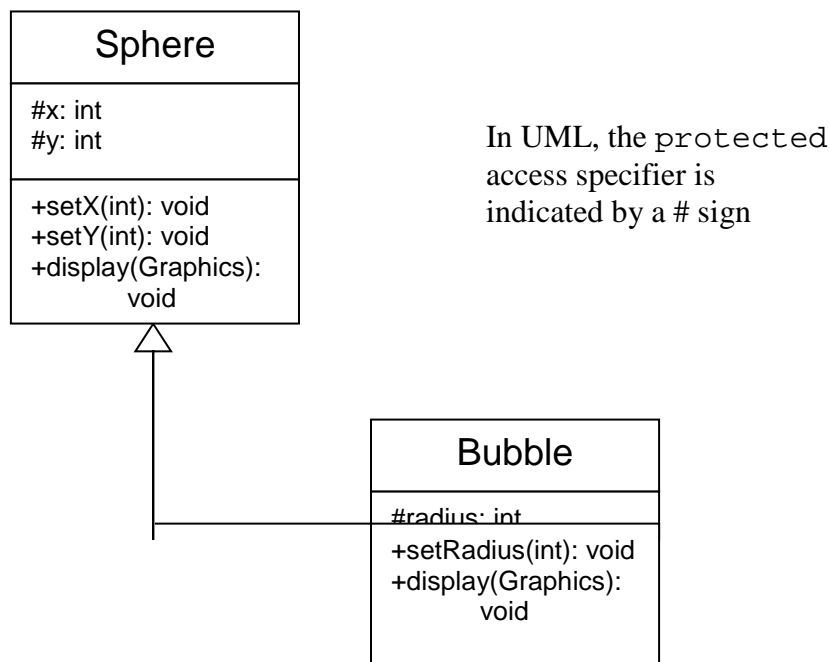 Sphere
#x: int
#y: int
+setX(int): void
+setY(int): void
+display(Graphics):
void
In UML, the protected
access specifier is
indicated by a # sign
Bubble
#radius: int
+setRadius(int): void
+display(Graphics):
void